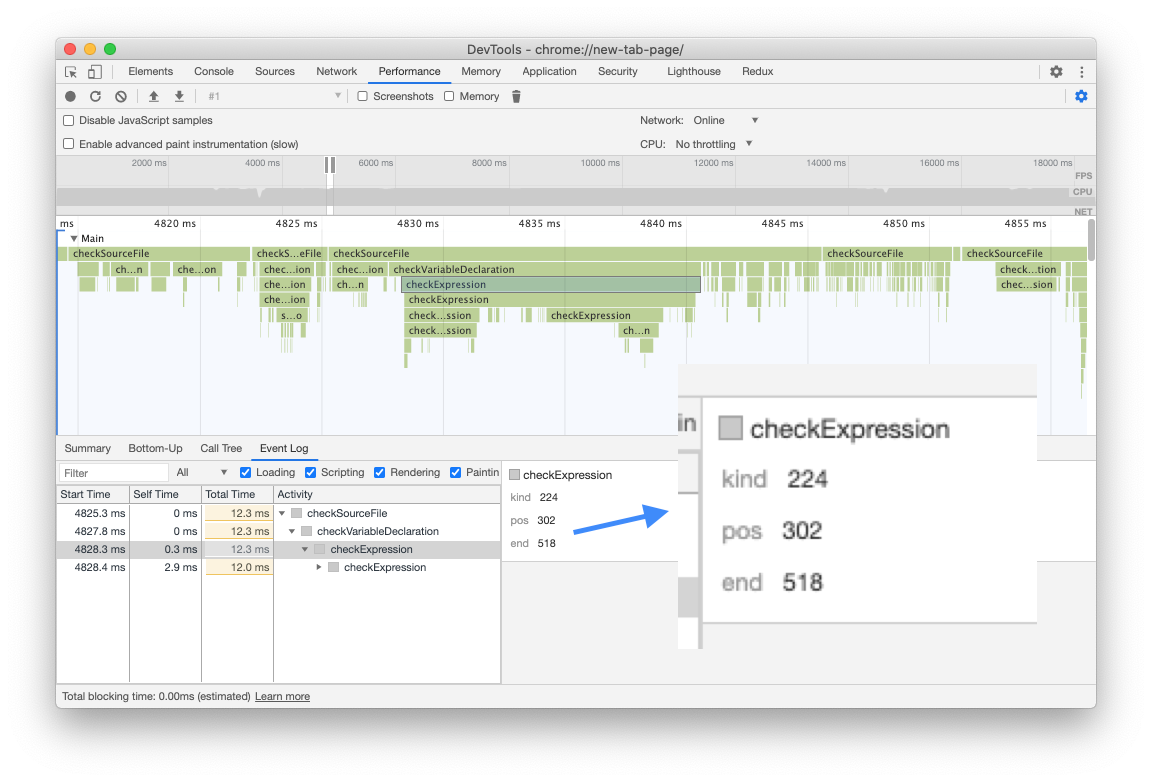 DevTools - chrome://new-tab-page/
Elements Console Sources Network Performance Memory Application Security Lighthouse Redux
#1 Screenshots Memory
Disable JavaScript samples Network: Online
Enable advanced paint instrumentation (slow) CPU: No throttling
2000 ms 4000 ms 6000 ms 8000 ms 10000 ms 12000 ms 14000 ms 16000 ms 18000 ms
FPS
CPU
NET
ms 4820 ms 4825 ms 4830 ms 4835 ms 4840 ms 4845 ms 4850 ms 4855 ms
Main
checkSourceFile checkS...eFile checkSourceFile checkSourceFile checkSourceFile
ch...n che...on chec...ion chec...ion checkVariableDeclaration check...tion
che...ion ch...n checkExpression chec...sion
che...ion checkExpression
s...o check...ssion checkExpression
check...ssion ch...n
Summary Bottom-Up Call Tree Event Log
Filter All Loading Scripting Rendering Paintin
Start Time Self Time Total Time Activity
4825.3 ms 0 ms 12.3 ms checkSourceFile
4827.8 ms 0 ms 12.3 ms checkVariableDeclaration
4828.3 ms 0.3 ms 12.3 ms checkExpression
4828.4 ms 2.9 ms 12.0 ms checkExpression
checkExpression
kind 224
pos 302
end 518
in checkExpression
kind 224
pos 302
end 518
Total blocking time: 0.00ms (estimated) Learn more